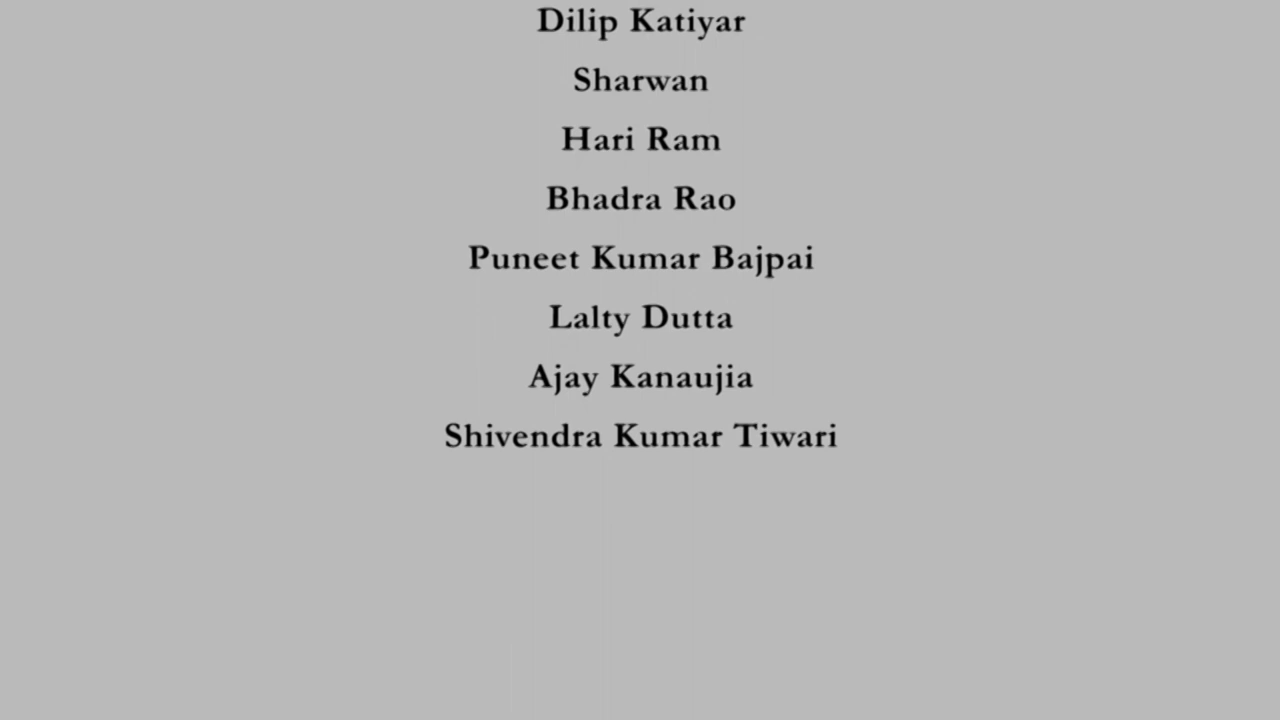 Dilip Katiyar
Sharwan
Hari Ram
Bhadra Rao
Puneet Kumar Bajpai
Lalty Dutta
Ajay Kanaujia
Shivendra Kumar Tiwari